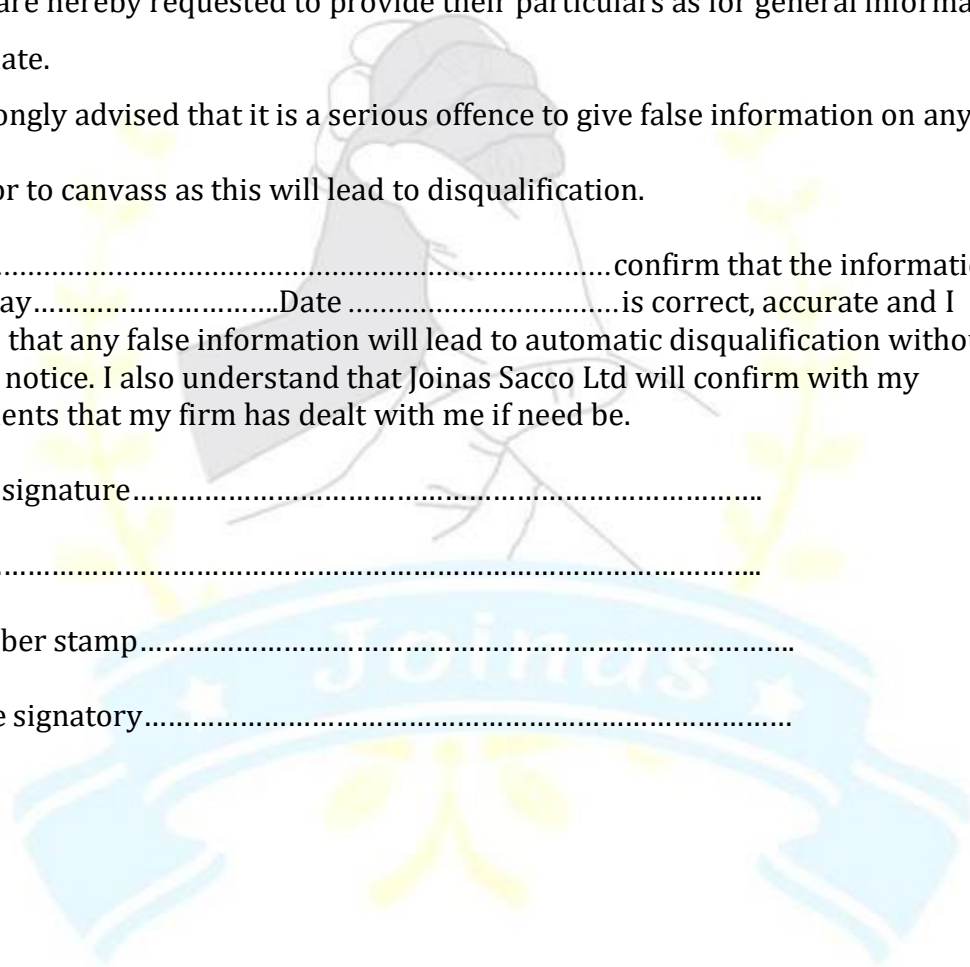 are hereby requested to provide their particulars as for general informa
ate.
ongly advised that it is a serious offence to give false information on any
or to canvass as this will lead to disqualification.
……………………………………………………………………confirm that the informati
ay…………………………..Date ……………………………is correct, accurate and I
that any false information will lead to automatic disqualification withou
notice. I also understand that Joinas Sacco Ltd will confirm with my
ents that my firm has dealt with me if need be.
signature……………………………………………………………………..
……………………………………………………………………………………..
ber stamp……………………………………………………………………….
e signatory………………………………………………………………………
Joinas